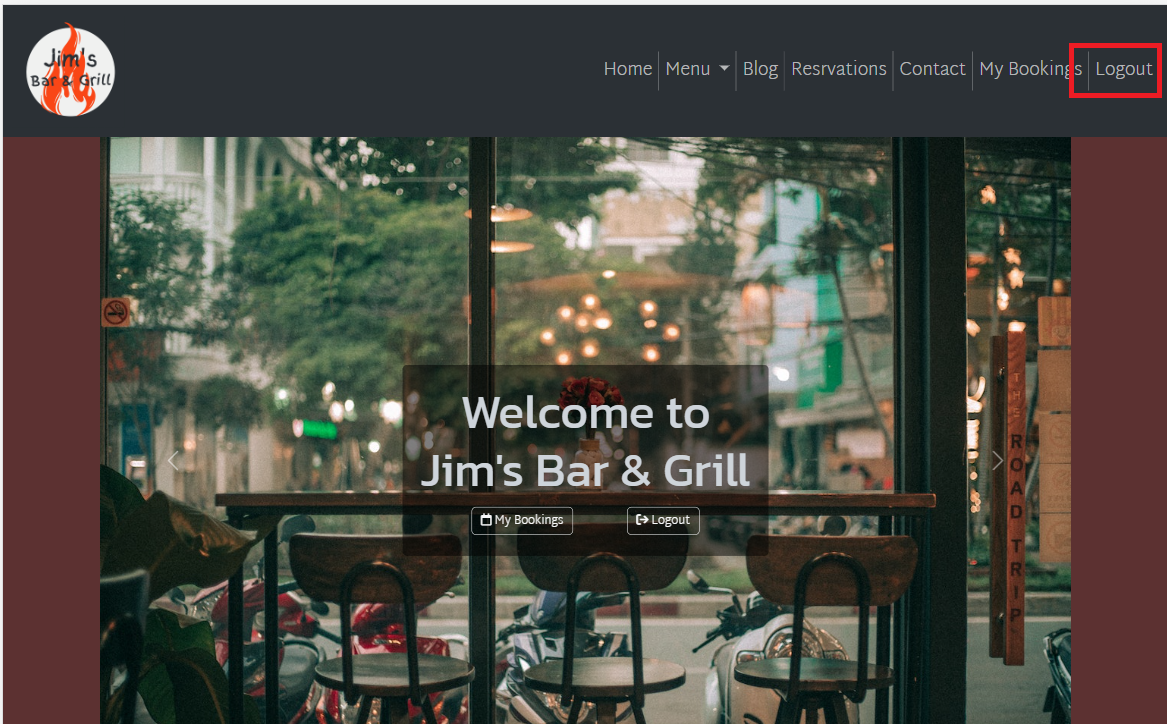 Jim's
Bar & Grill
Home Menu Blog Resrvations Contact My Bookings Logout
Welcome to
Jim's Bar & Grill
My Bookings Logout
THE ROAD TRIP